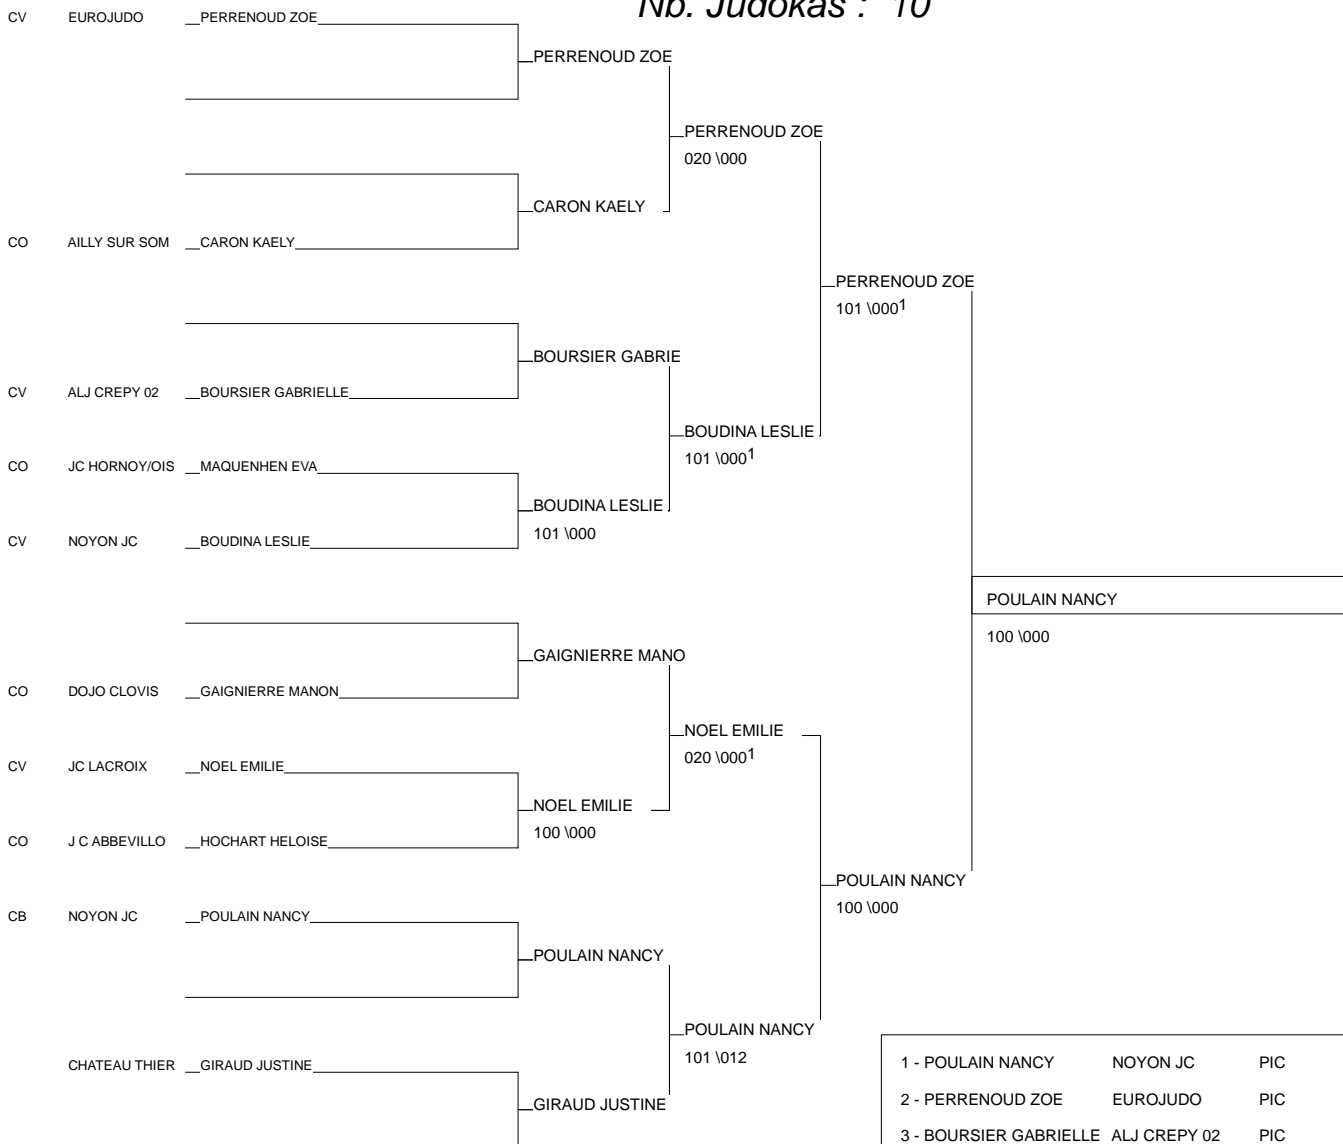 Nb. Judokas : 10
CV EUROJUDO PERRENOUD ZOE
PERRENOUD ZOE
PERRENOUD ZOE
020 \000
CARON KAELY
CO AILLY SUR SOM CARON KAELY
PERRENOUD ZOE
101 \000 1
BOURSIER GABRIE
CV ALJ CREPY 02 BOURSIER GABRIELLE
BOUDINA LESLIE
101 \000 1
CO JC HORNOY/OIS MAQUENHEN EVA
BOUDINA LESLIE
101 \000
CV NOYON JC BOUDINA LESLIE
POULAIN NANCY
100 \000
GAIGNIERRE MANO
CO DOJO CLOVIS GAIGNIERRE MANON
NOEL EMILIE
020 \000 1
CV JC LACROIX NOEL EMILIE
NOEL EMILIE
100 \000
CO J C ABBEVILLO HOCHART HELOISE
POULAIN NANCY
100 \000
CB NOYON JC POULAIN NANCY
POULAIN NANCY
POULAIN NANCY
101 \012
CHATEAU THIER GIRAUD JUSTINE
GIRAUD JUSTINE
1 - POULAIN NANCY NOYON JC PIC
2 - PERRENOUD ZOE EUROJUDO PIC
3 - BOURSIER GABRIELLE ALJ CREPY 02 PIC